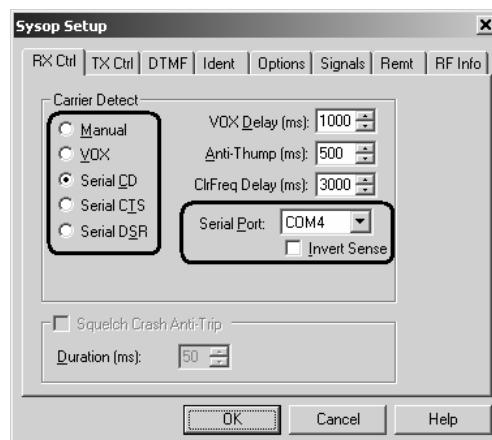 Sysop Setup
RX Ctrl TX Ctrl DTMF Ident Options Signals Remt RF Info
Carrier Detect
Manual
VOX
Serial CD
Serial CTS
Serial DSR
VOX Delay (ms): 1000
Anti-Thump (ms): 500
ClrFreq Delay (ms): 3000
Serial Port: COM4
Invert Sense
Squelch Crash Anti-Trip
Duration (ms): 50
OK Cancel Help